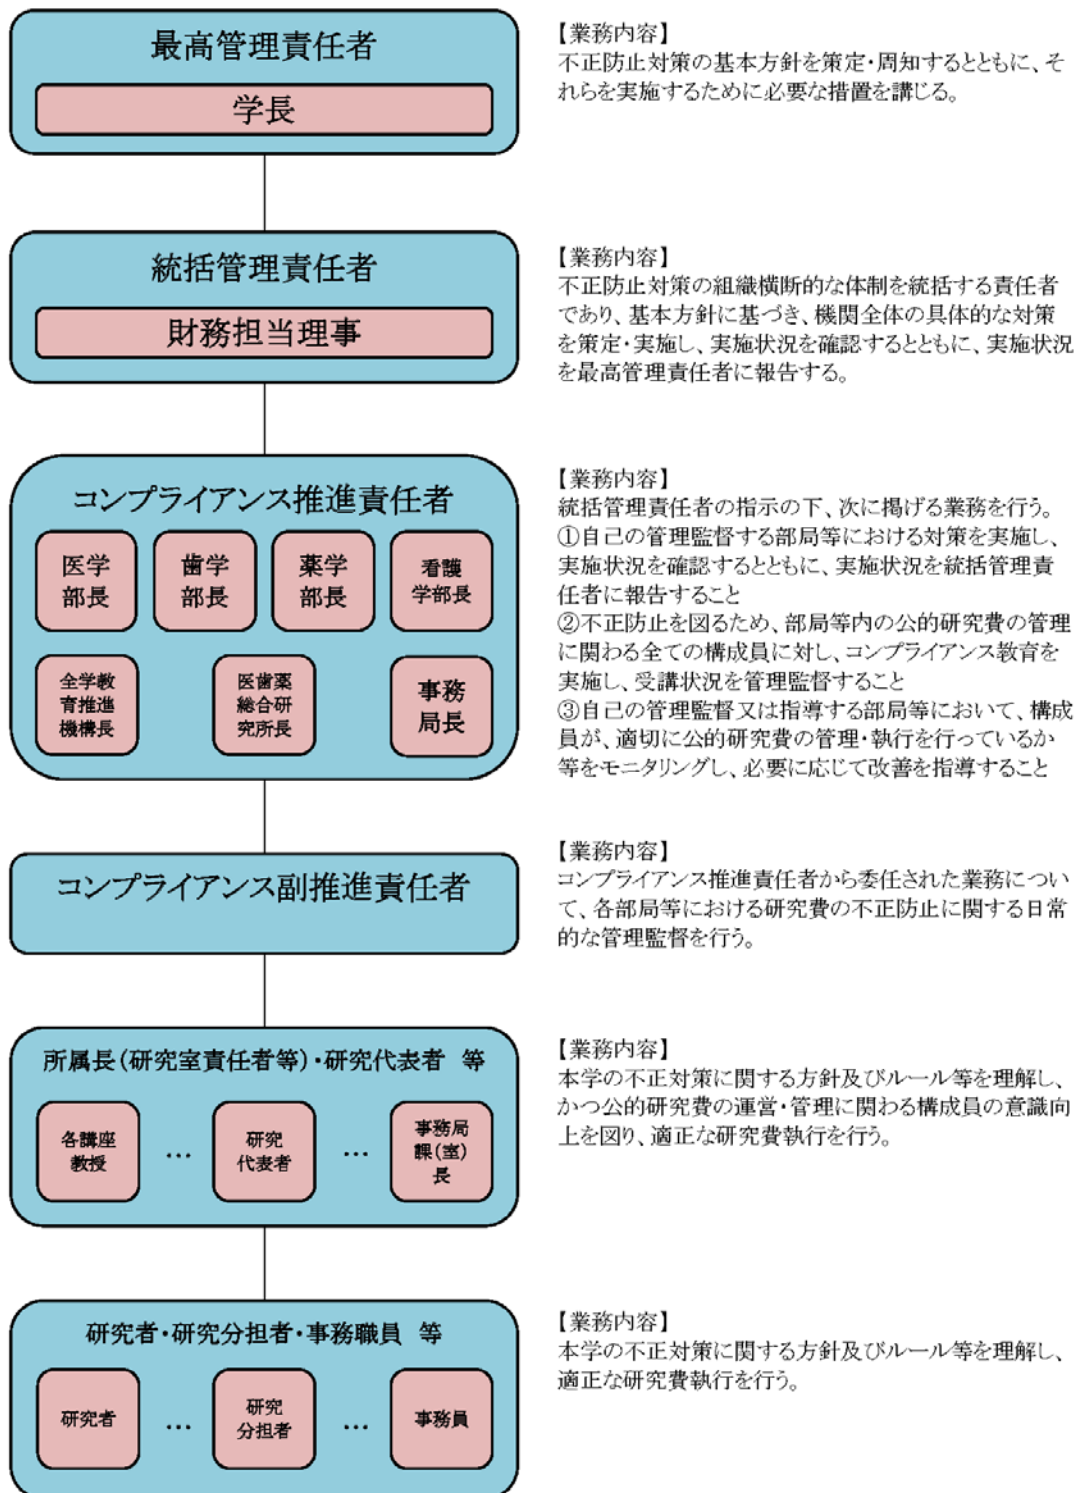 最高管理責任者
学長
【業務内容】
不正防止対策の基本方針を策定・周知するとともに、そ
れらを実施するために必要な措置を講じる。
統括管理責任者
財務担当理事
【業務内容】
不正防止対策の組織横断的な体制を統括する責任者
であり、基本方針に基づき、機関全体の具体的な対策
を策定・実施し、実施状況を確認するとともに、実施状況
を最高管理責任者に報告する。
コンプライアンス推進責任者
医学
部長
歯学
部長
薬学
部長
看護
学部長
全学教
育推進
機構長
医歯薬
総合研
究所長
事務
局長
【業務内容】
統括管理責任者の指示の下、次に掲げる業務を行う。
①自己の管理監督する部局等における対策を実施し、
実施状況を確認するとともに、実施状況を統括管理責
任者に報告すること
②不正防止を図るため、部局等内の公的研究費の管理
に関わる全ての構成員に対し、コンプライアンス教育を
実施し、受講状況を管理監督すること
③自己の管理監督又は指導する部局等において、構成
員が、適切に公的研究費の管理・執行を行っているか
等をモニタリングし、必要に応じて改善を指導すること
コンプライアンス副推進責任者
【業務内容】
コンプライアンス推進責任者から委任された業務につい
て、各部局等における研究費の不正防止に関する日常
的な管理監督を行う。
所属長(研究室責任者等)・研究代表者 等
各講座
教授
…
研究
代表者
…
事務局
課(室)
長
【業務内容】
本学の不正対策に関する方針及びルール等を理解し、
かつ公的研究費の運営・管理に関わる構成員の意識向
上を図り、適正な研究費執行を行う。
研究者・研究分担者・事務職員 等
研究者
…
研究
分担者
…
事務員
【業務内容】
本学の不正対策に関する方針及びルール等を理解し、
適正な研究費執行を行う。